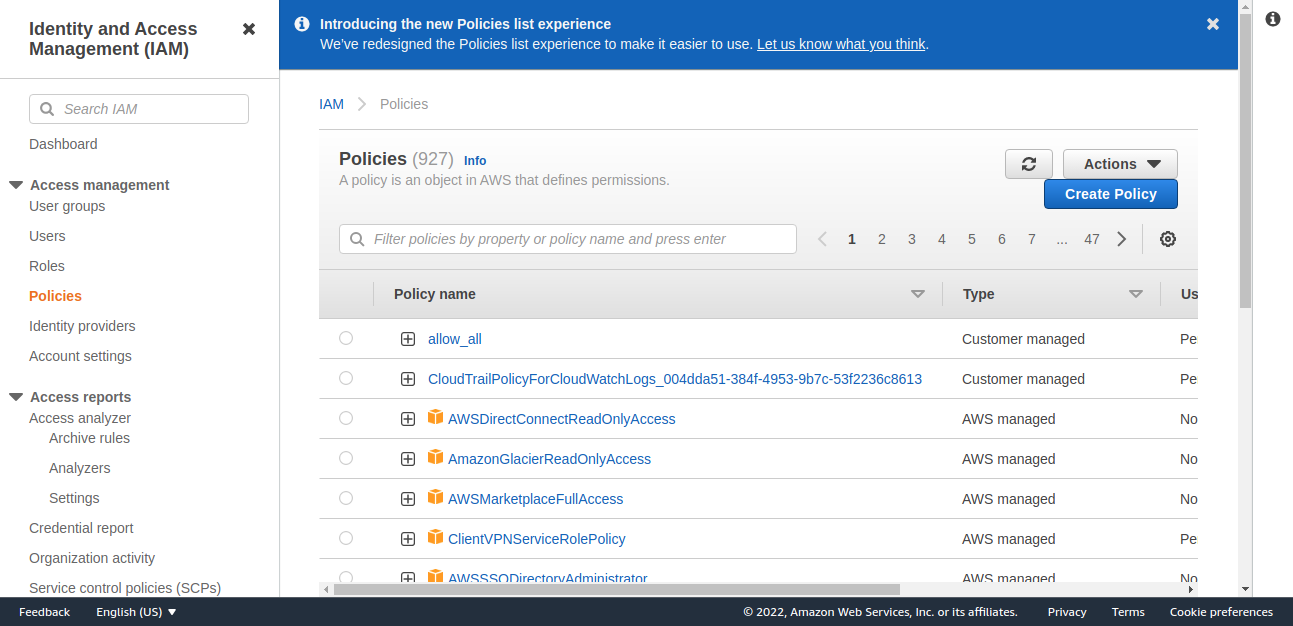 Identity and Access
Management (IAM)
Search IAM
Dashboard
Access management
User groups
Users
Roles
Policies
Identity providers
Account settings
Access reports
Access analyzer
Archive rules
Analyzers
Settings
Credential report
Organization activity
Service control policies (SCPs)
Introducing the new Policies list experience
We've redesigned the Policies list experience to make it easier to use. Let us know what you think.
IAM Policies
Policies (927) Info
A policy is an object in AWS that defines permissions.
Actions
Create Policy
Filter policies by property or policy name and press enter
1 2 3 4 5 6 7 ... 47
Policy name Type Us
allow_all Customer managed Pe
CloudTrailPolicyForCloudWatchLogs_004dda51-384f-4953-9b7c-53f2236c8613 Customer managed Pe
AWSDirectConnectReadOnlyAccess AWS managed No
AmazonGlacierReadOnlyAccess AWS managed No
AWSMarketplaceFullAccess AWS managed No
ClientVPNServiceRolePolicy AWS managed Pe
AWSSSODirectoryAdministrator AWS managed No
Feedback English (US) © 2022, Amazon Web Services, Inc. or its affiliates. Privacy Terms Cookie preferences